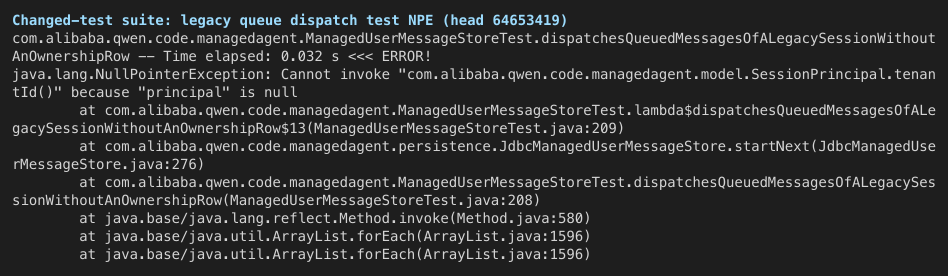 Changed-test suite: legacy queue dispatch test NPE (head 64653419)
com.alibaba.qwen.code.managedagent.ManagedUserMessageStoreTest.dispatchesQueuedMessagesOfALegacySessionWithout
AnOwnershipRow -- Time elapsed: 0.032 s <<< ERROR!
java.lang.NullPointerException: Cannot invoke "com.alibaba.qwen.code.managedagent.model.SessionPrincipal.tenan
tId()" because "principal" is null
        at com.alibaba.qwen.code.managedagent.ManagedUserMessageStoreTest.lambda$dispatchesQueuedMessagesOfALe
gacySessionWithoutAnOwnershipRow$13(ManagedUserMessageStoreTest.java:209)
        at com.alibaba.qwen.code.managedagent.persistence.JdbcManagedUserMessageStore.startNext(JdbcManagedUse
rMessageStore.java:276)
        at com.alibaba.qwen.code.managedagent.ManagedUserMessageStoreTest.dispatchesQueuedMessagesOfALegacySes
sionWithoutAnOwnershipRow(ManagedUserMessageStoreTest.java:208)
        at java.base/java.lang.reflect.Method.invoke(Method.java:580)
        at java.base/java.util.ArrayList.forEach(ArrayList.java:1596)
        at java.base/java.util.ArrayList.forEach(ArrayList.java:1596)